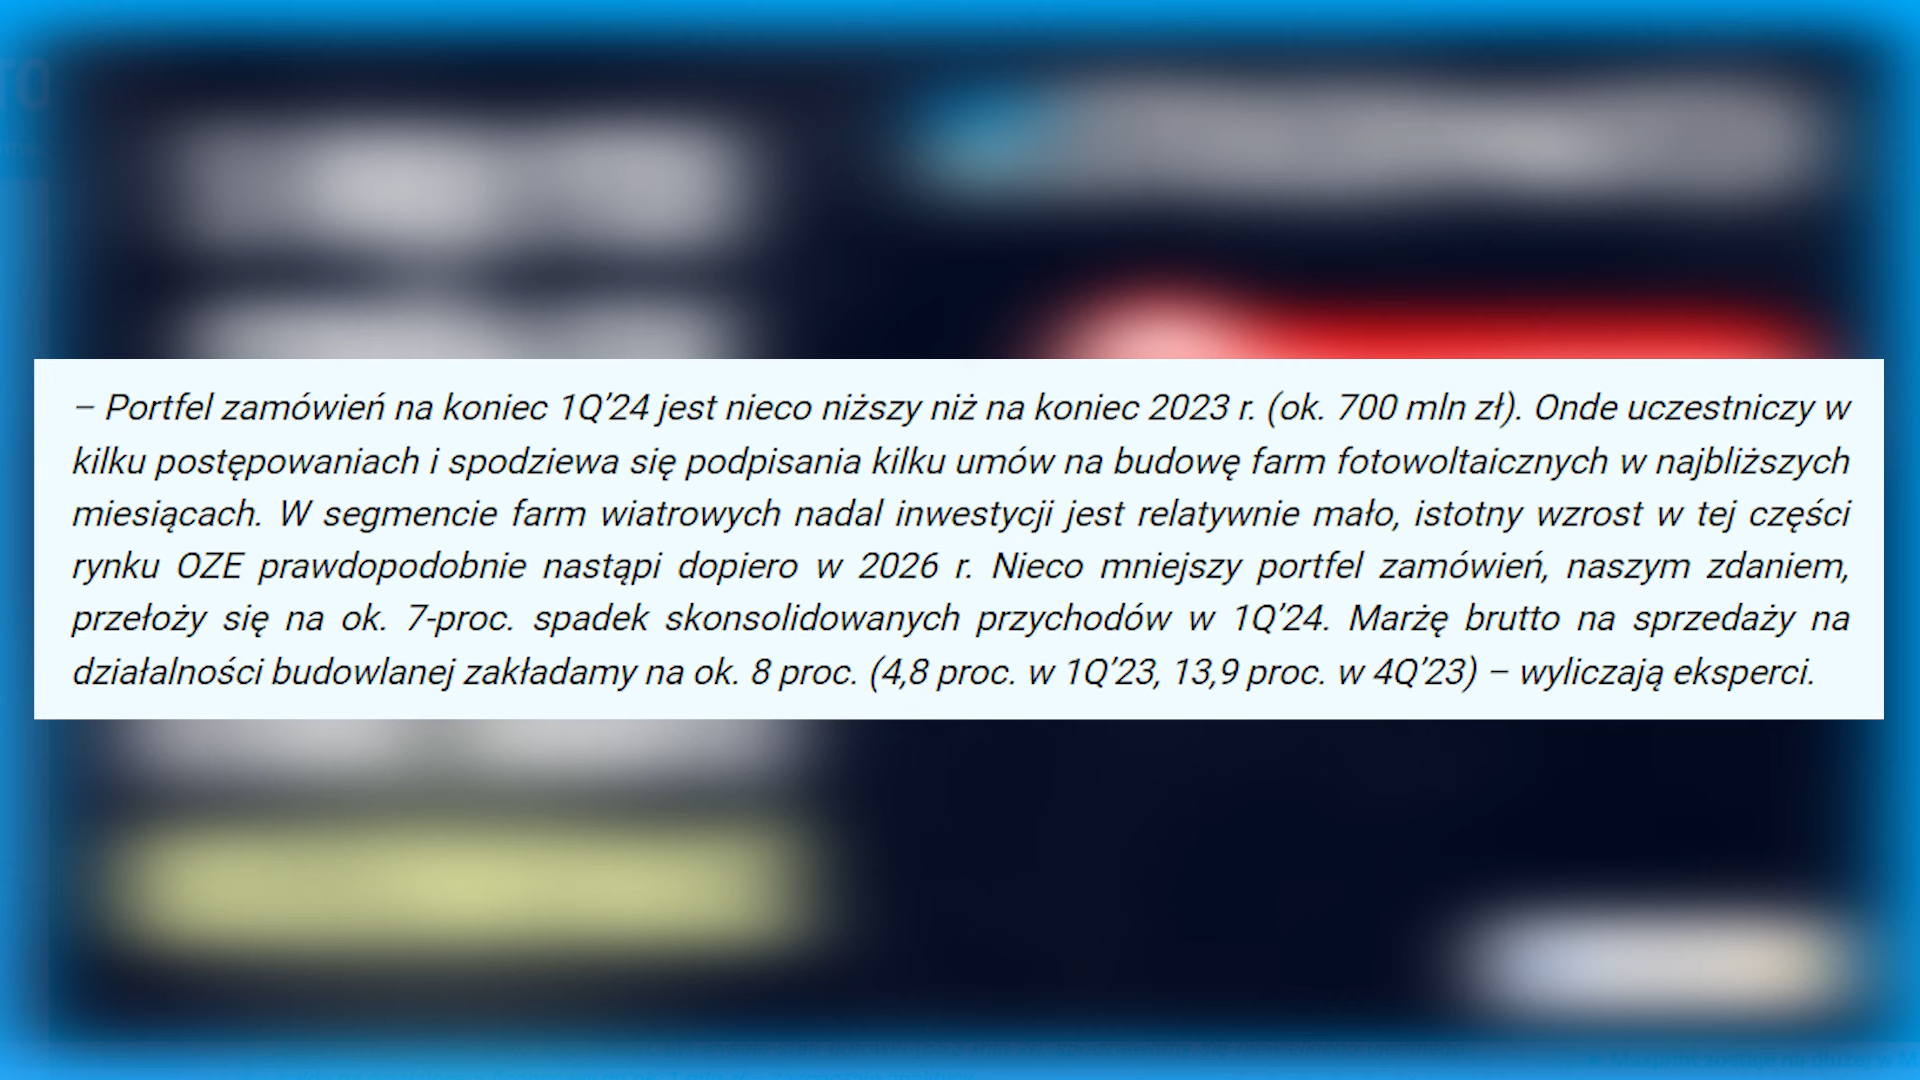 – Portfel zamówień na koniec 1Q’24 jest nieco niższy niż na koniec 2023 r. (ok. 700 mln zł). Onde uczestniczy w
kilku postępowaniach i spodziewa się podpisania kilku umów na budowę farm fotowoltaicznych w najbliższych
miesiącach. W segmencie farm wiatrowych nadal inwestycji jest relatywnie mało, istotny wzrost w tej części
rynku OZE prawdopodobnie nastąpi dopiero w 2026 r. Nieco mniejszy portfel zamówień, naszym zdaniem,
przełoży się na ok. 7-proc. spadek skonsolidowanych przychodów w 1Q’24. Marżę brutto na sprzedaży na
działalności budowlanej zakładamy na ok. 8 proc. (4,8 proc. w 1Q’23, 13,9 proc. w 4Q’23) – wyliczają eksperci.